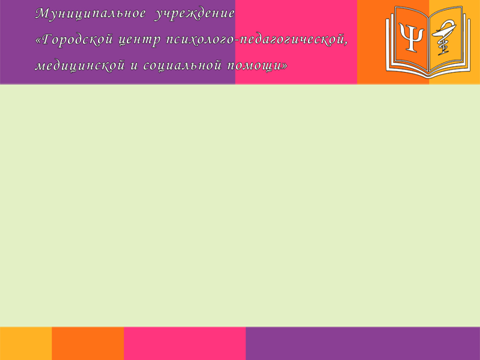 Муниципальное учреждение
«Городской центр психолого-педагогической,
медицинской и социальной помощи»
Ψ